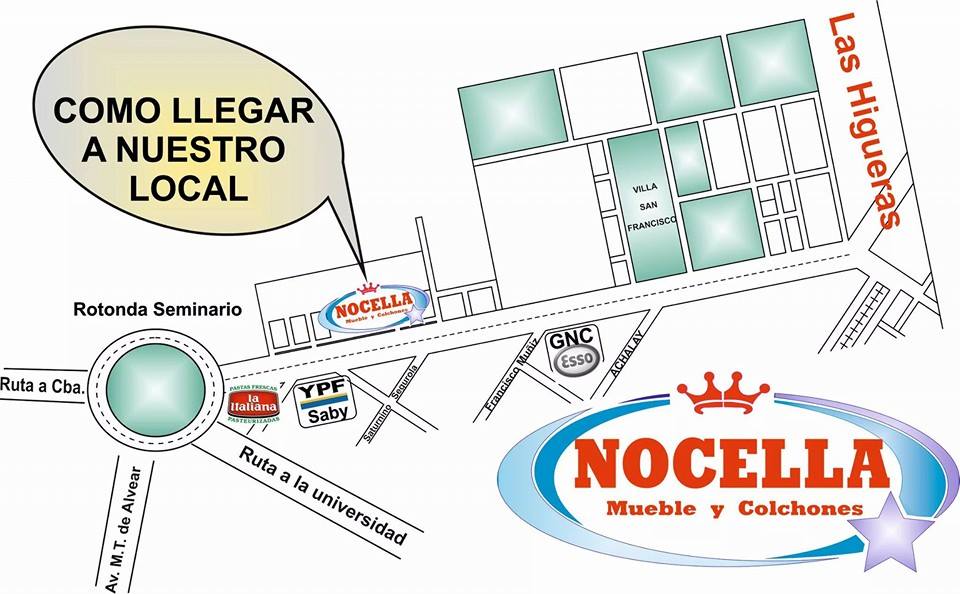 COMO LLEGAR
A NUESTRO
LOCAL
Las Higueras
VILLA
SAN
FRANCISCO
NOCELLA
Mueble y Colchones
Rotonda Seminario
Ruta a Cba.
PASTAS FRESCAS
la
italiana
PASTEURIZADAS
YPF
Saby
Saturnino Segurola
Francisco Muñiz
GNC
Esso
ACHALAY
Ruta a la universidad
Av. M.T. de Alvear
NOCELLA
Mueble y Colchones